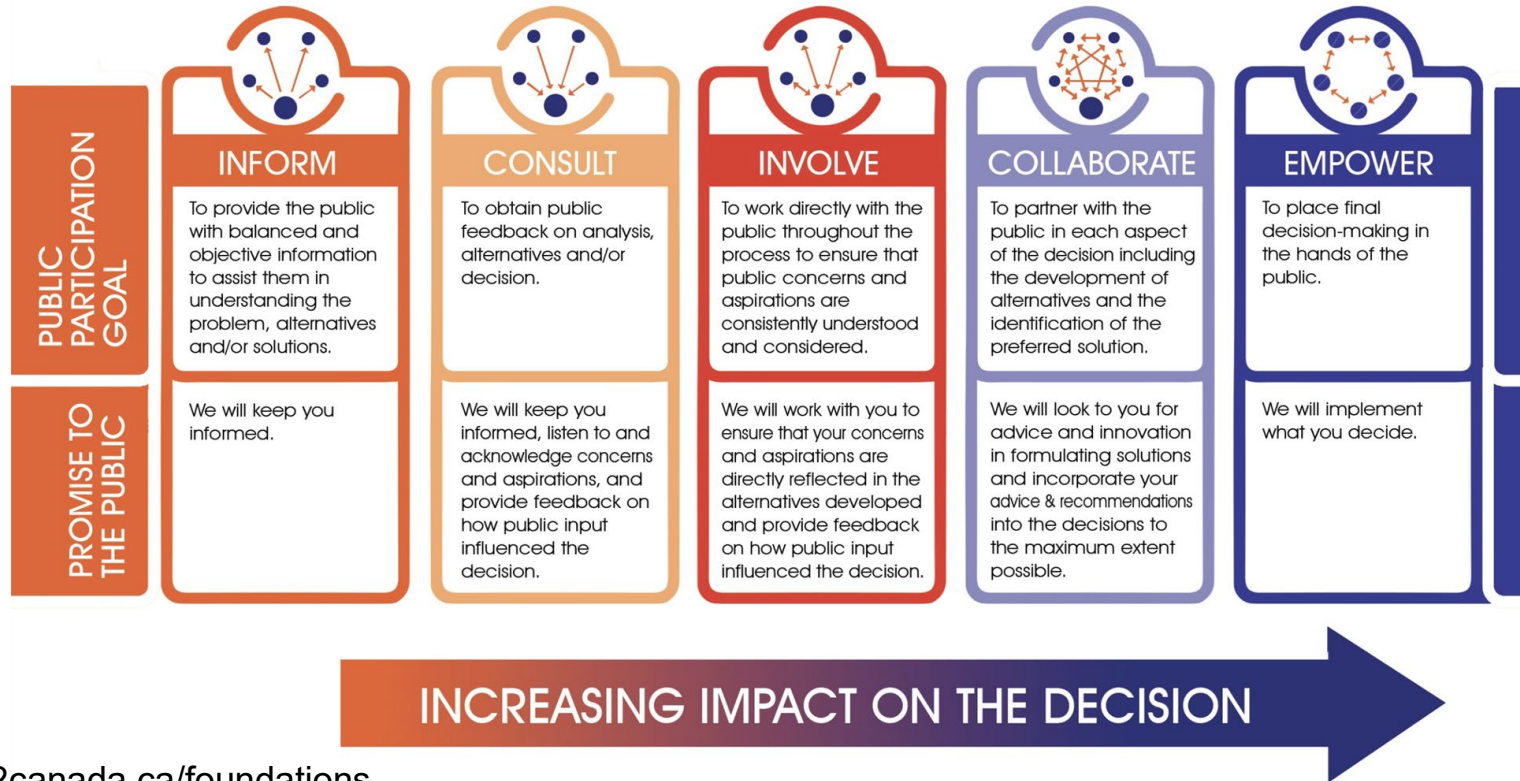 PUBLIC
PARTICIPATION
GOAL
INFORM
To provide the public
with balanced and
objective information
to assist them in
understanding the
problem, alternatives
and/or solutions.
CONSULT
To obtain public
feedback on analysis,
alternatives and/or
decision.
INVOLVE
To work directly with the
public throughout the
process to ensure that
public concerns and
aspirations are
consistently understood
and considered.
COLLABORATE
To partner with the
public in each aspect
of the decision including
the development of
alternatives and the
identification of the
preferred solution.
EMPOWER
To place final
decision-making in
the hands of the
public.
PROMISE TO
THE PUBLIC
We will keep you
informed.
We will keep you
informed, listen to and
acknowledge concerns
and aspirations, and
provide feedback on
how public input
influenced the
decision.
We will work with you to
ensure that your concerns
and aspirations are
directly reflected in the
alternatives developed
and provide feedback
on how public input
influenced the decision.
We will look to you for
advice and innovation
in formulating solutions
and incorporate your
advice & recommendations
into the decisions to
the maximum extent
possible.
We will implement
what you decide.
INCREASING IMPACT ON THE DECISION